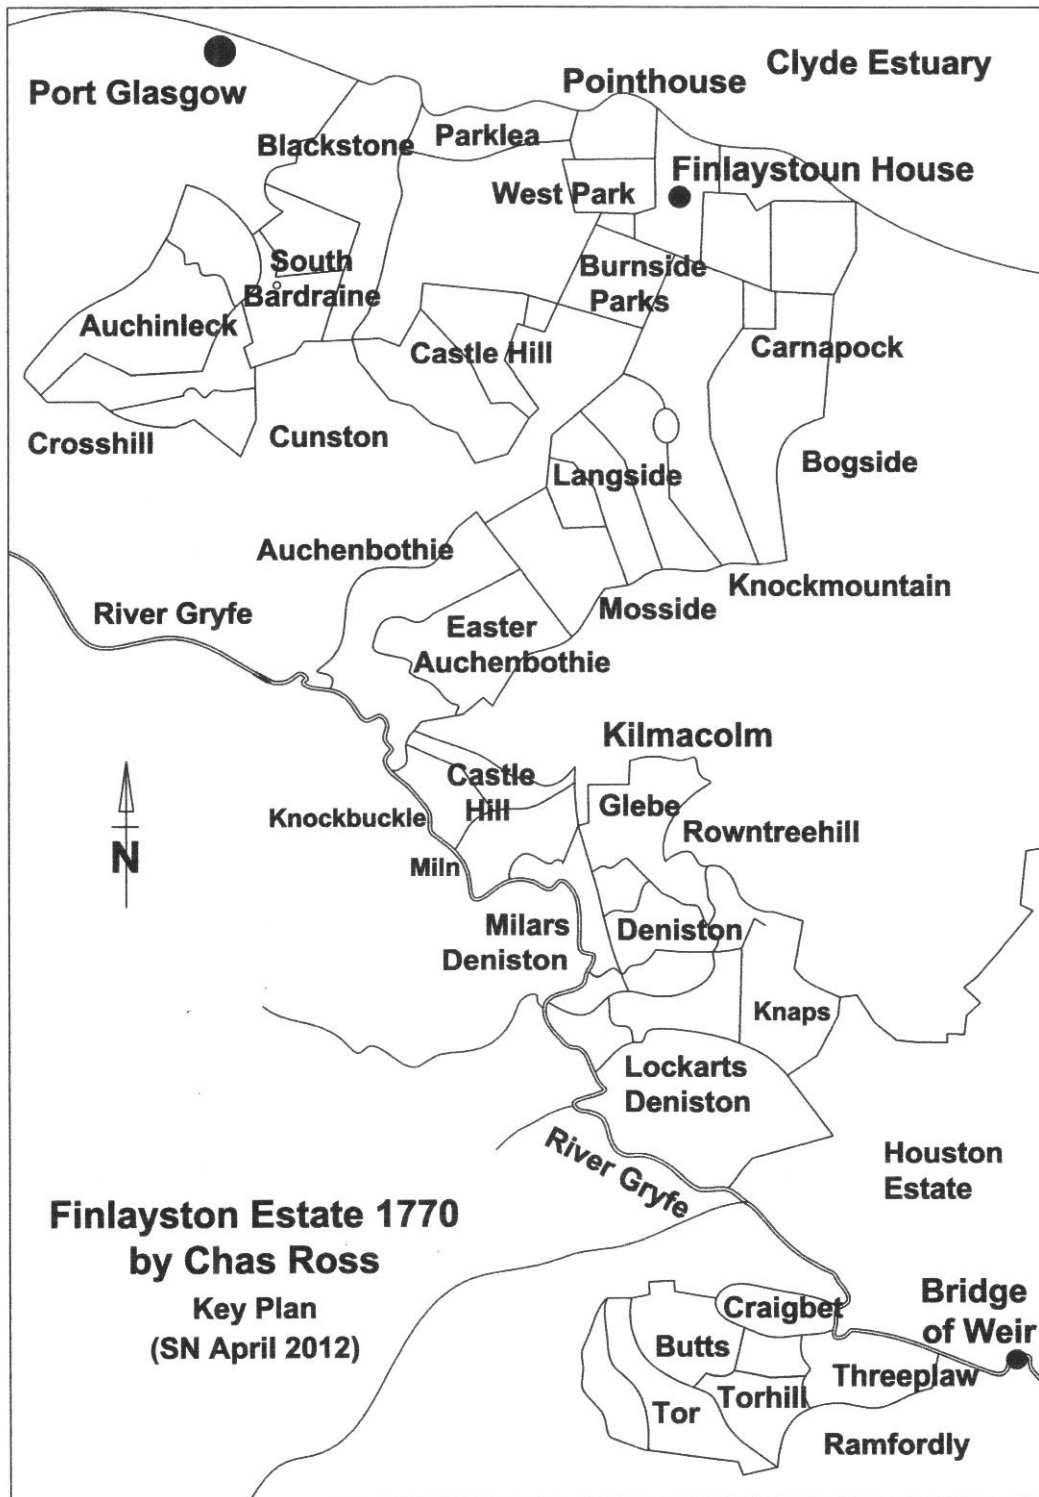 Clyde Estuary
Port Glasgow
Pointhouse
Blackstone
Parklea
Finlaystoun House
West Park
South
Bardraine
Burnside
Parks
Auchinleck
Castle Hill
Carnapock
Crosshill
Cunston
Langside
Bogside
Auchenbothie
Knockmountain
River Gryfe
Mosside
Easter
Auchenbothie
Kilmacolm
Castle
Hill
Glebe
Knockbuckle
Rowntreehill
N
Miln
Milars
Deniston
Deniston
Knaps
Lockarts
Deniston
River Gryfe
Houston
Estate
Finlayston Estate 1770
by Chas Ross
Key Plan
(SN April 2012)
Craigbet
Bridge
of Weir
Butts
Threeplaw
Torhill
Tor
Ramfordly